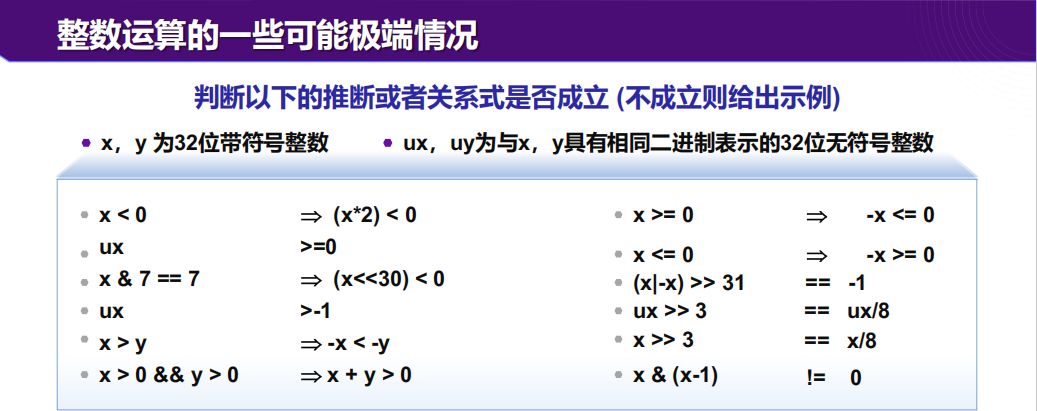 整数运算的一些可能极端情况
判断以下的推断或者关系式是否成立 (不成立则给出示例)
x，y 为32位带符号整数
ux，uy为与x，y具有相同二进制表示的32位无符号整数
x < 0 ⇒ (x*2) < 0
ux >=0
x & 7 == 7 ⇒ (x<<30) < 0
ux >-1
x > y ⇒ -x < -y
x > 0 && y > 0 ⇒ x + y > 0
x >= 0 ⇒ -x <= 0
x <= 0 ⇒ -x >= 0
(x|-x) >> 31 == -1
ux >> 3 == ux/8
x >> 3 == x/8
x & (x-1) != 0